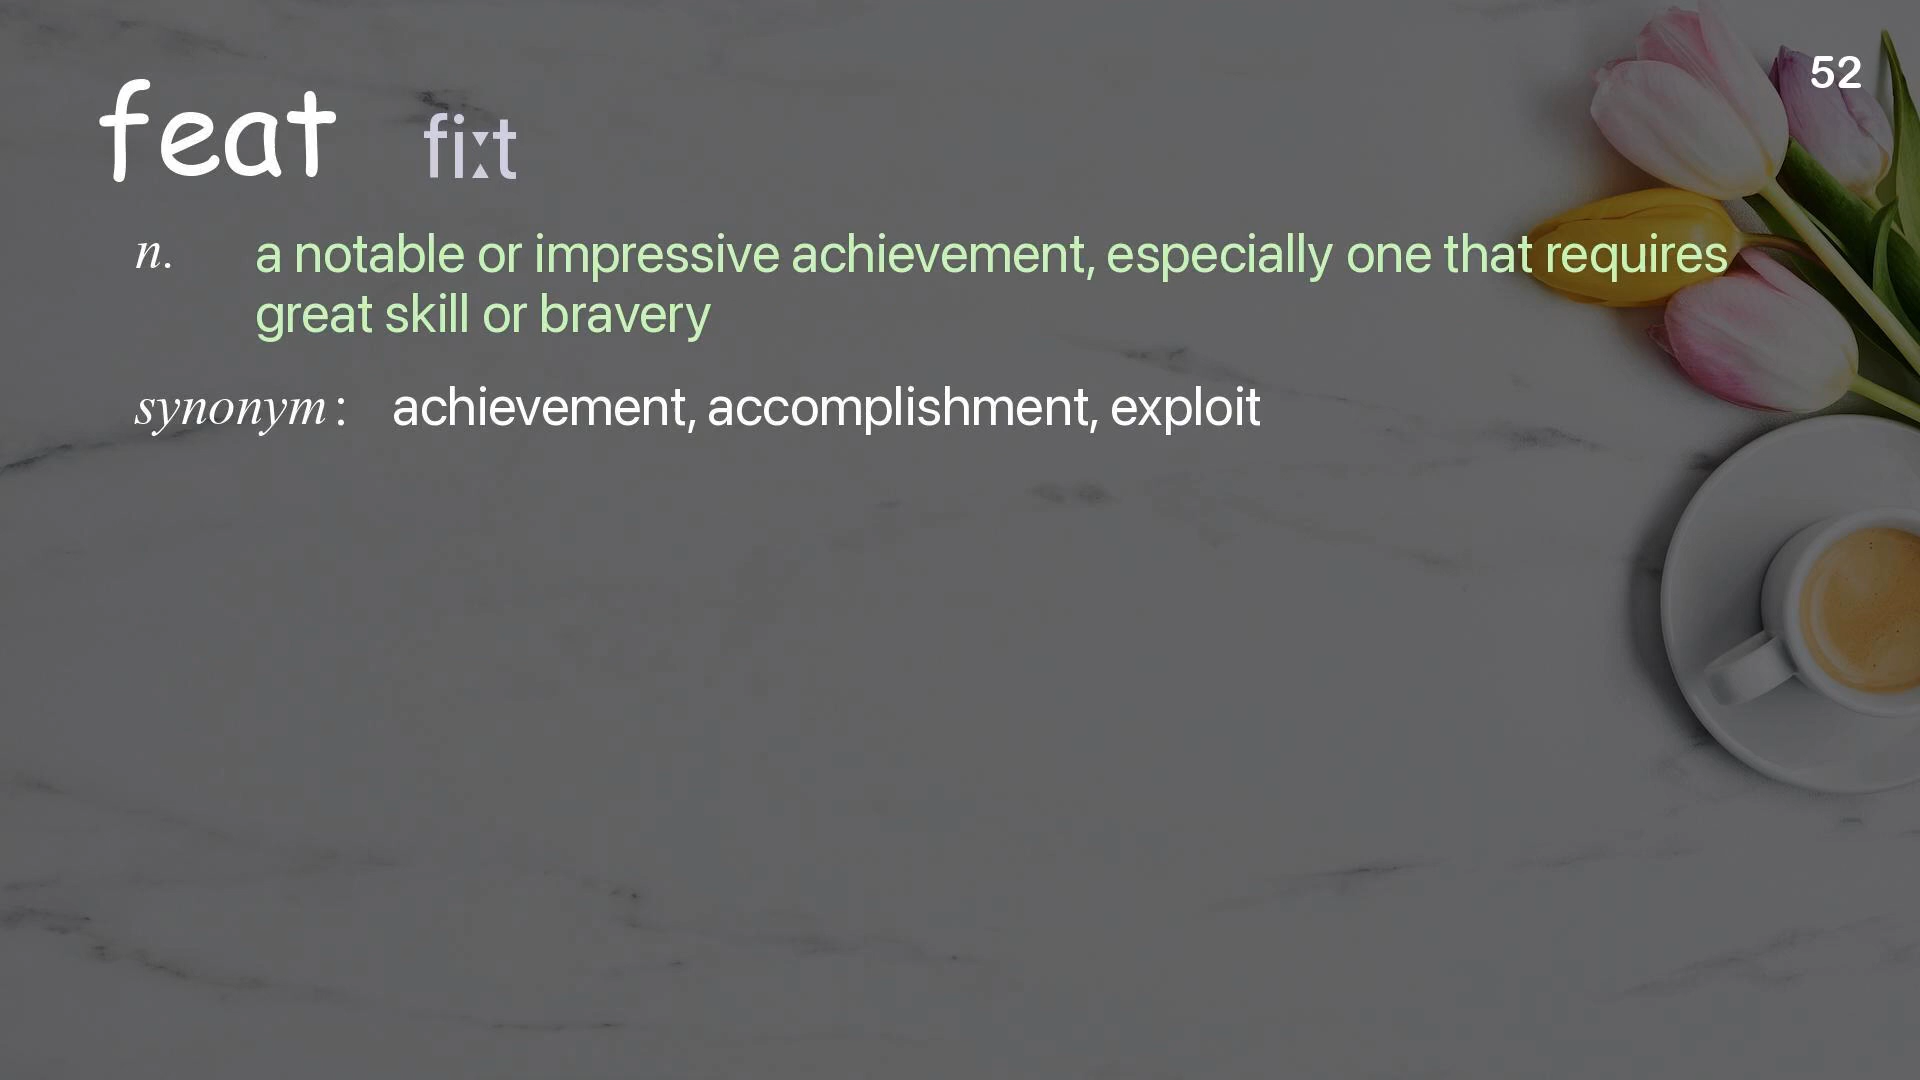 52
feat fiːt
n. a notable or impressive achievement, especially one that requires
great skill or bravery
synonym: achievement, accomplishment, exploit